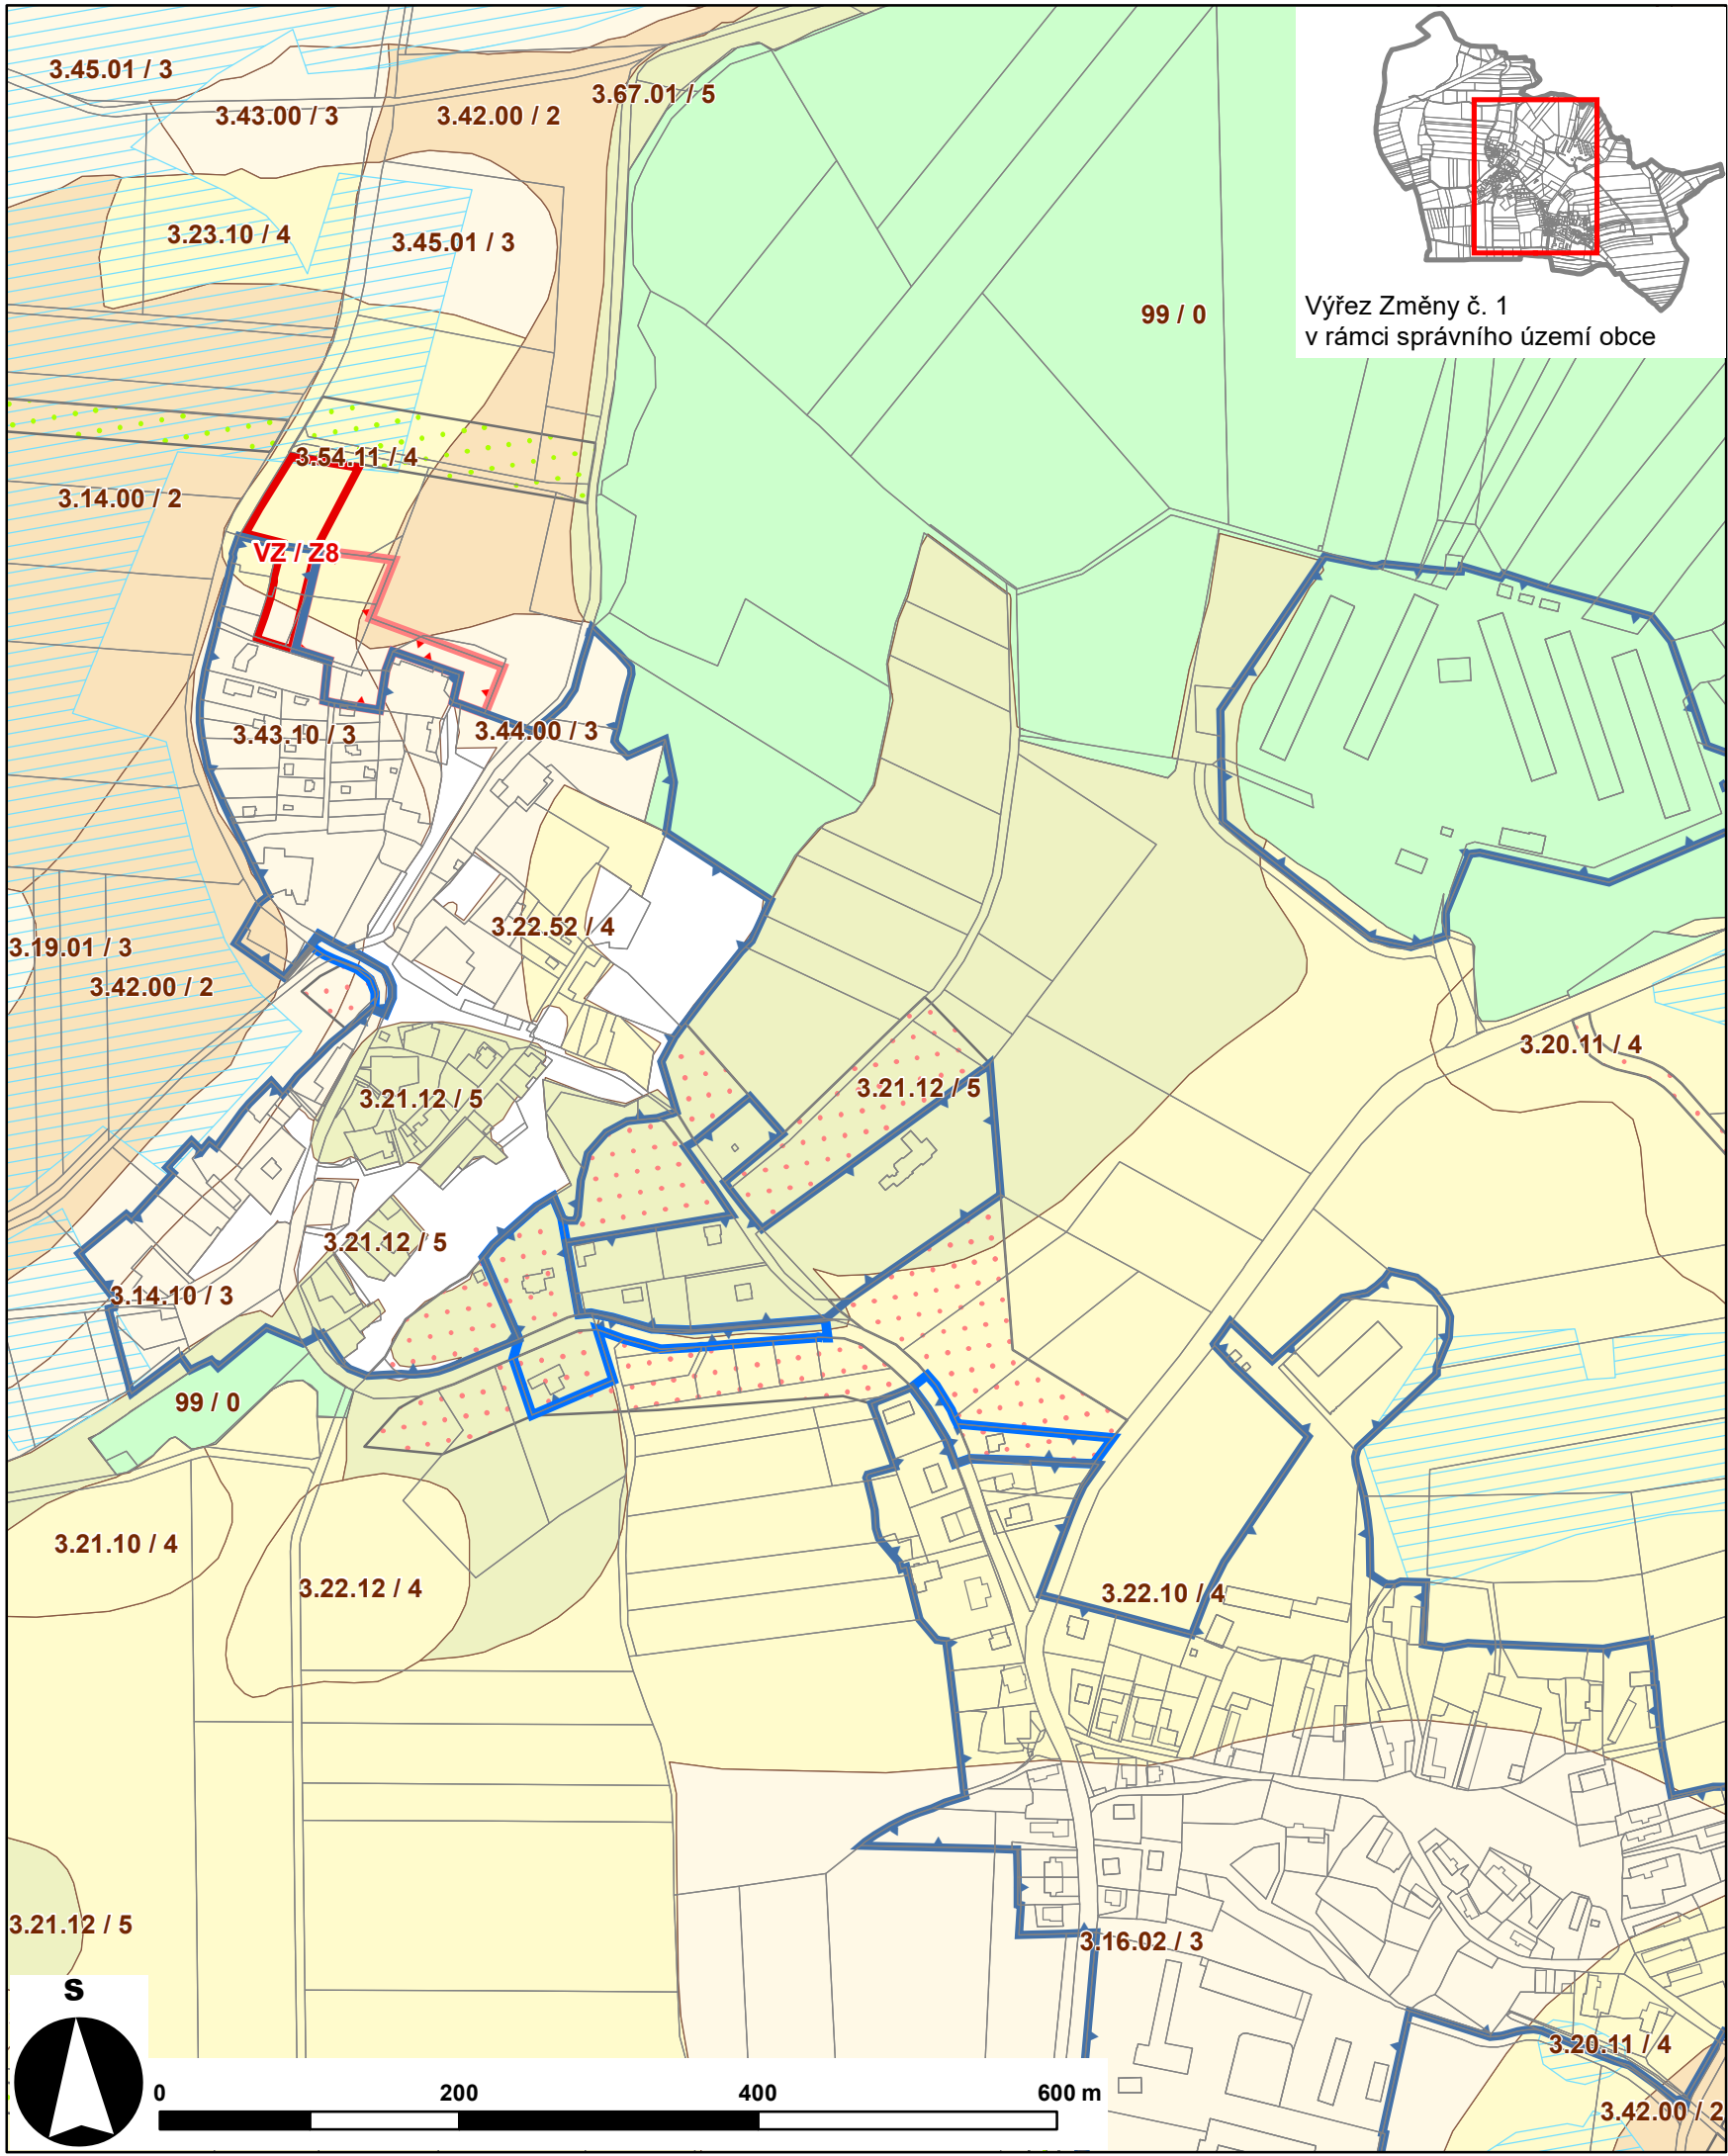 3.45.01 / 3
3.43.00 / 3
3.42.00 / 2
3.67.01 / 5
3.23.10 / 4
3.45.01 / 3
99 / 0
Výřez Změny č. 1
v rámci správního území obce
3.54.11 / 4
3.14.00 / 2
VZ / Z8
3.43.10 / 3
3.44.00 / 3
3.22.52 / 4
3.19.01 / 3
3.42.00 / 2
3.20.11 / 4
3.21.12 / 5
3.21.12 / 5
3.21.12 / 5
3.14.10 / 3
99 / 0
3.21.10 / 4
3.22.12 / 4
3.22.10 / 4
3.21.12 / 5
3.16.02 / 3
S
3.20.11 / 4
0 200 400 600 m
3.42.00 / 2